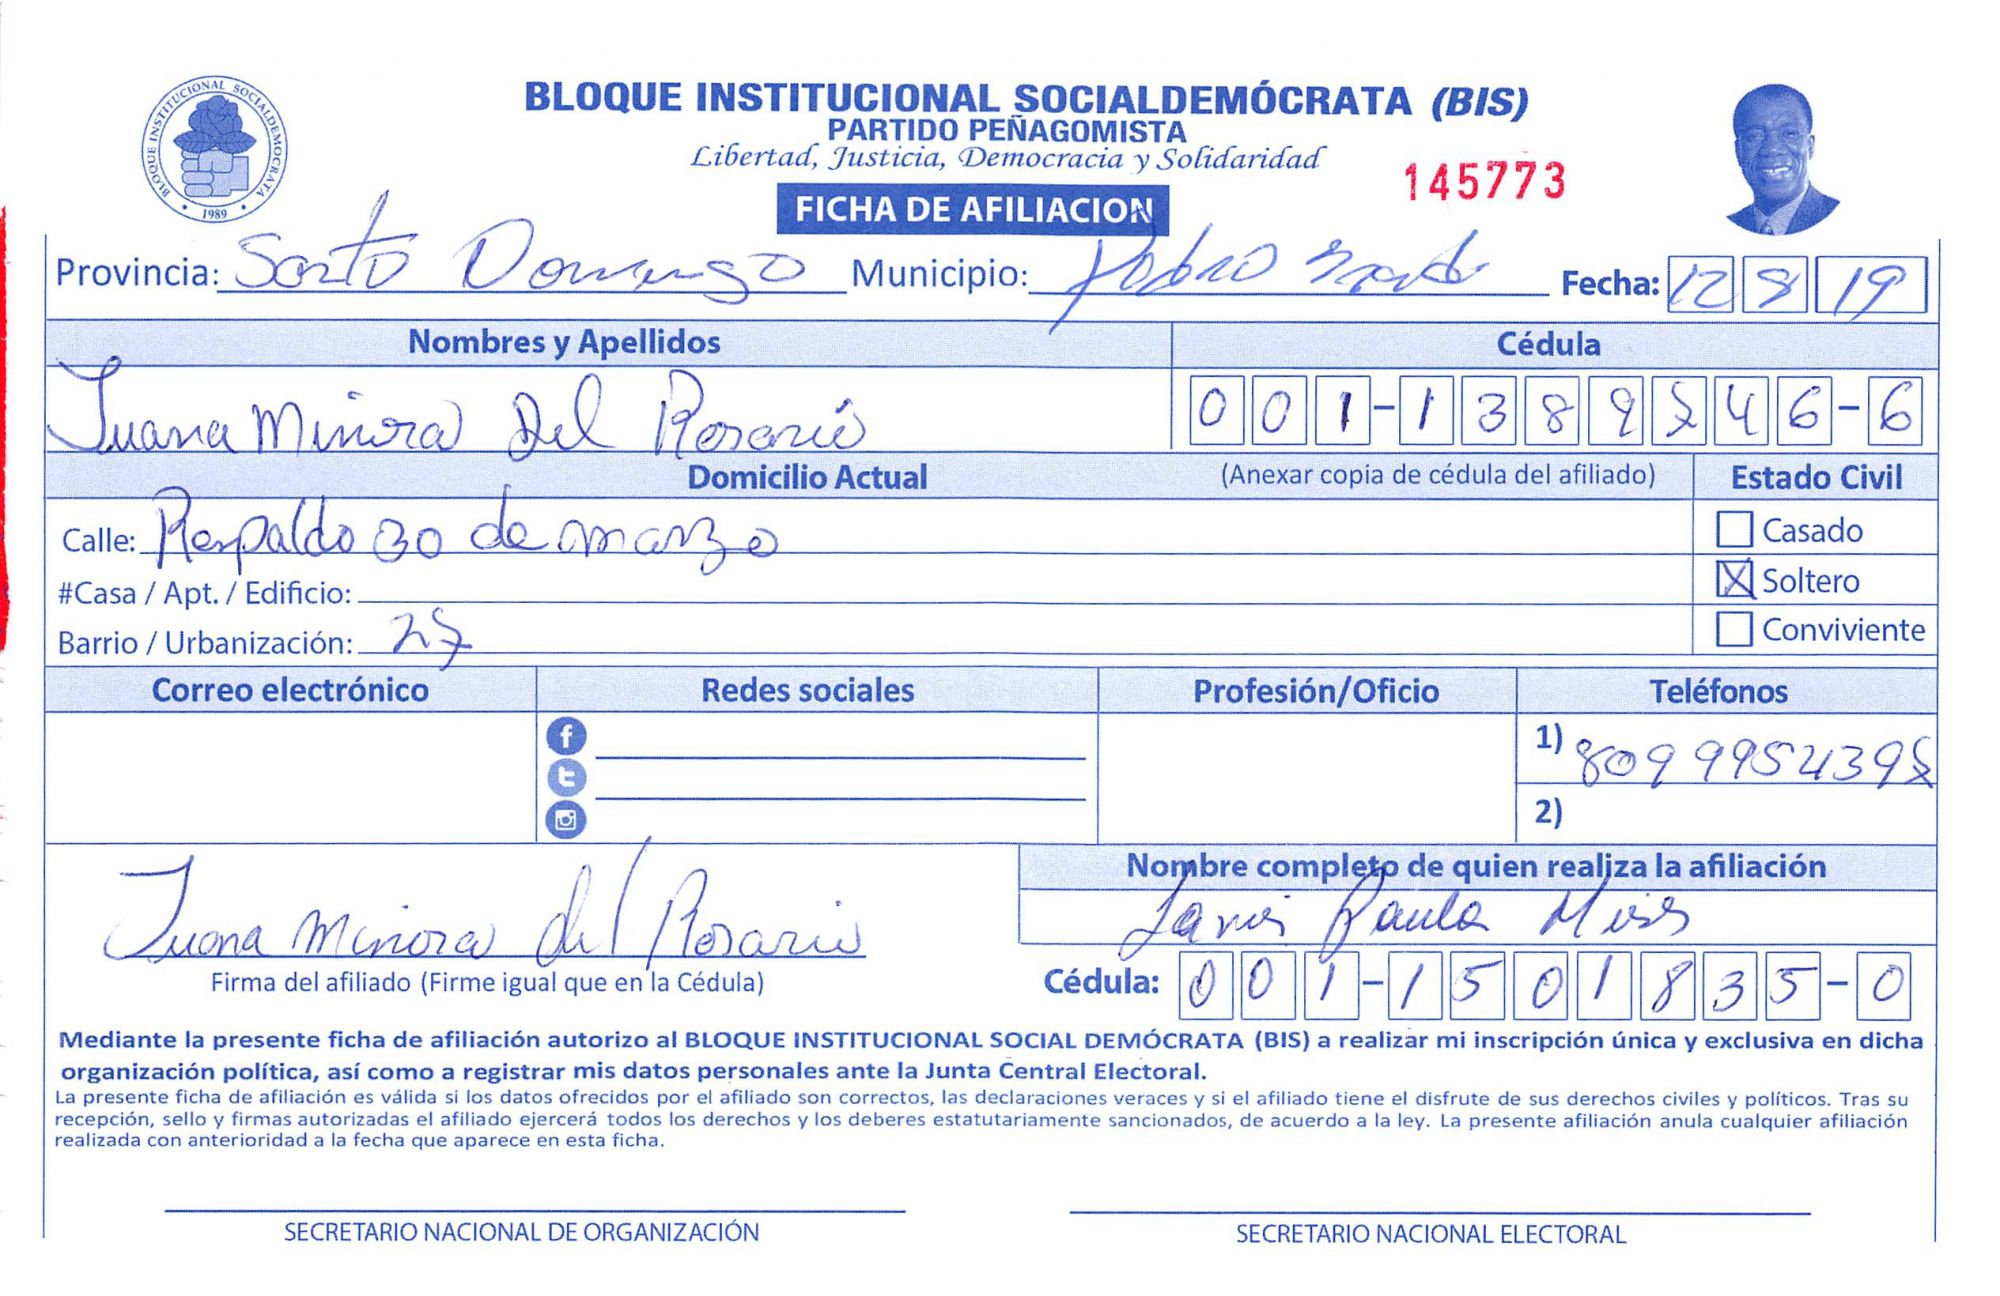 BLOQUE INSTITUCIONAL SOCIALDEMOCRATA
1989
BLOQUE INSTITUCIONAL SOCIALDEMÓCRATA (BIS)
PARTIDO PEÑAGOMISTA
Libertad, Justicia, Democracia y Solidaridad
145773
FICHA DE AFILIACION
Provincia: Santo Domingo Municipio: Fecha: 12 8 19
Nombres y Apellidos Cédula
Juana Minora Del Rosario 001-1389 46-6
Domicilio Actual (Anexar copia de cédula del afiliado) Estado Civil
Calle: Respaldo 30 de marzo Casado
#Casa / Apt. / Edificio: X Soltero
Barrio / Urbanización: Conviviente
Correo electrónico Redes sociales Profesión/Oficio Teléfonos
1) 809995439
2)
Nombre completo de quien realiza la afiliación
Paula
Juana Minora del Rosario
Firma del afiliado (Firme igual que en la Cédula) Cédula: 001-1501835-0
Mediante la presente ficha de afiliación autorizo al BLOQUE INSTITUCIONAL SOCIAL DEMÓCRATA (BIS) a realizar mi inscripción única y exclusiva en dicha
organización política, así como a registrar mis datos personales ante la Junta Central Electoral.
La presente ficha de afiliación es válida si los datos ofrecidos por el afiliado son correctos, las declaraciones veraces y si el afiliado tiene el disfrute de sus derechos civiles y políticos. Tras su
recepción, sello y firmas autorizadas el afiliado ejercerá todos los derechos y los deberes estatutariamente sancionados, de acuerdo a la ley. La presente afiliación anula cualquier afiliación
realizada con anterioridad a la fecha que aparece en esta ficha.
SECRETARIO NACIONAL DE ORGANIZACIÓN SECRETARIO NACIONAL ELECTORAL